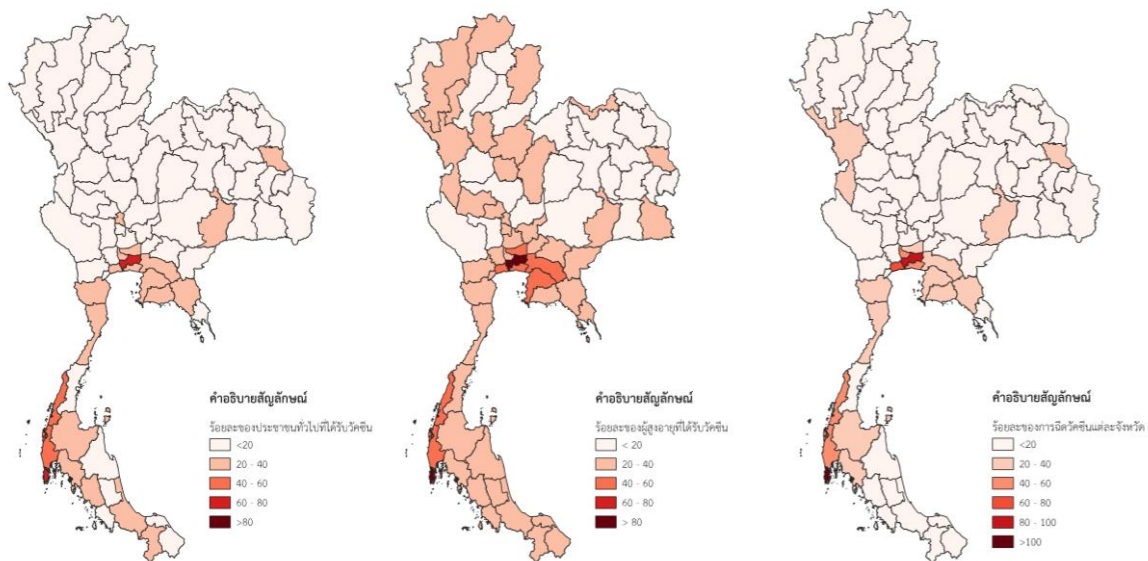 คำอธิบายสัญลักษณ์
ร้อยละของประชาชนทั่วไปที่ได้รับวัคซีน
<20
20 - 40
40 - 60
60 - 80
>80
คำอธิบายสัญลักษณ์
ร้อยละของผู้สูงอายุที่ได้รับวัคซีน
< 20
20 - 40
40 - 60
60 - 80
> 80
คำอธิบายสัญลักษณ์
ร้อยละของการฉีดวัคซีนแต่ละจังหวัด
<20
20 - 40
40 - 60
60 - 80
80 - 100
>100